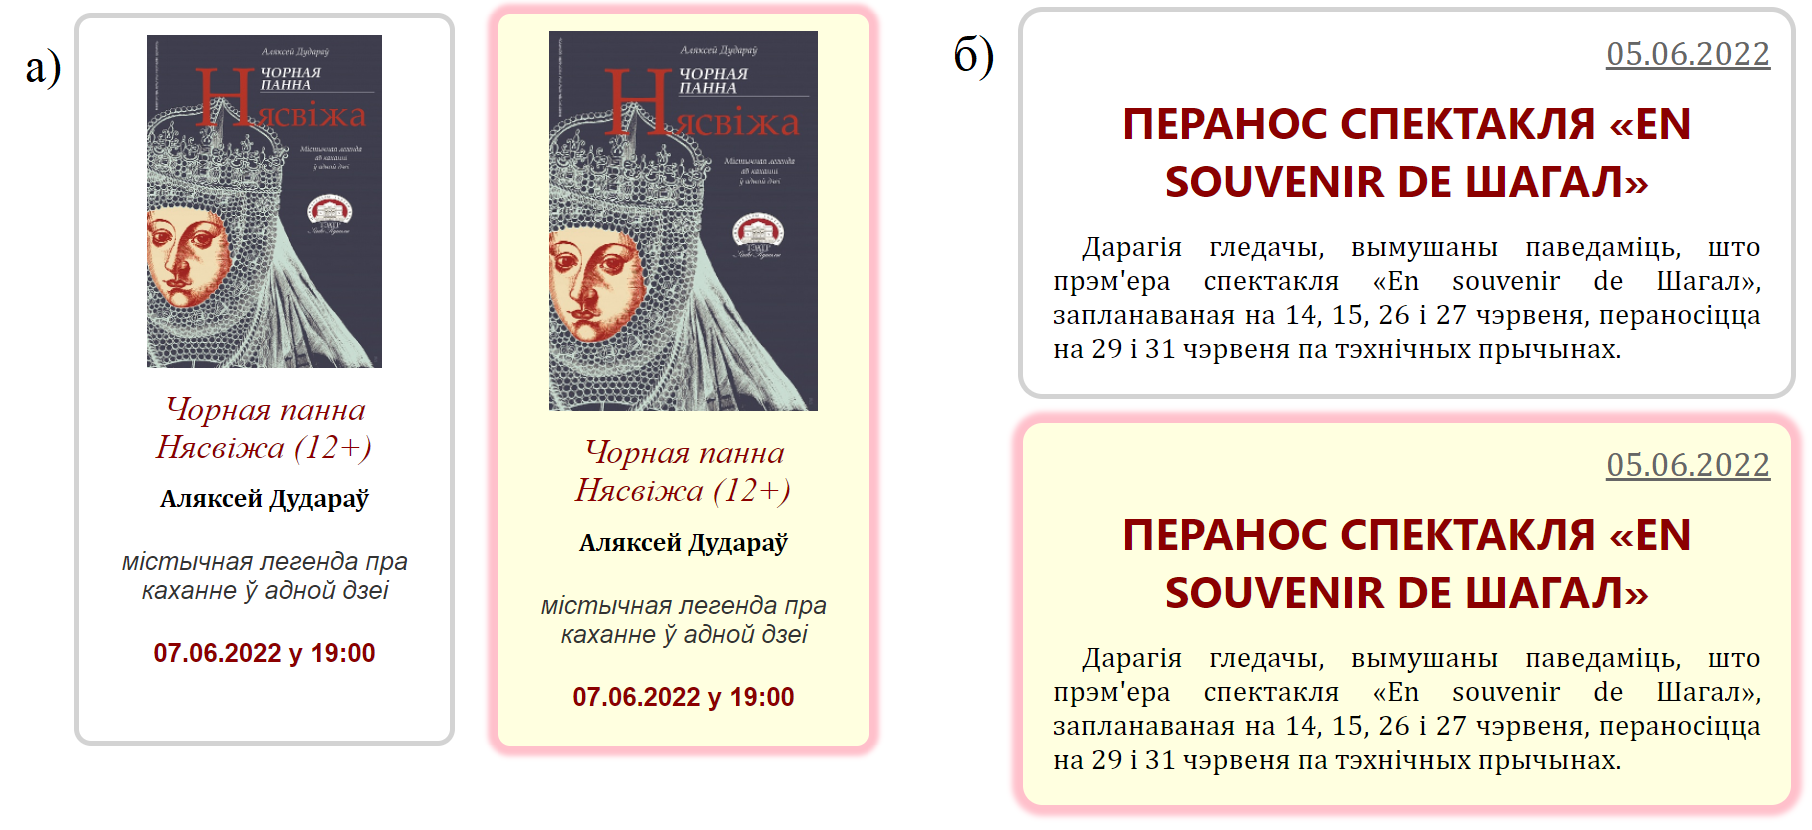 а)
Аляксей Дудараў
ЧОРНАЯ
ПАННА
Нясвіжа
Містычная легенда
аб каханні
ў адной дзеі
Чорная панна
Нясвіжа (12+)
Аляксей Дудараў
містычная легенда пра
каханне ў адной дзеі
07.06.2022 у 19:00
Аляксей Дудараў
ЧОРНАЯ
ПАННА
Нясвіжа
Містычная легенда
аб каханні
ў адной дзеі
Чорная панна
Нясвіжа (12+)
Аляксей Дудараў
містычная легенда пра
каханне ў адной дзеі
07.06.2022 у 19:00
б)
05.06.2022
ПЕРАНОС СПЕКТАКЛЯ «EN
SOUVENIR DE ШАГАЛ»
Дарагія гледачы, вымушаны паведаміць, што
прэм'ера спектакля «En souvenir de Шагал»,
запланаваная на 14, 15, 26 і 27 чэрвеня, пераносіцца
на 29 і 31 чэрвеня па тэхнічных прычынах.
05.06.2022
ПЕРАНОС СПЕКТАКЛЯ «EN
SOUVENIR DE ШАГАЛ»
Дарагія гледачы, вымушаны паведаміць, што
прэм'ера спектакля «En souvenir de Шагал»,
запланаваная на 14, 15, 26 і 27 чэрвеня, пераносіцца
на 29 і 31 чэрвеня па тэхнічных прычынах.